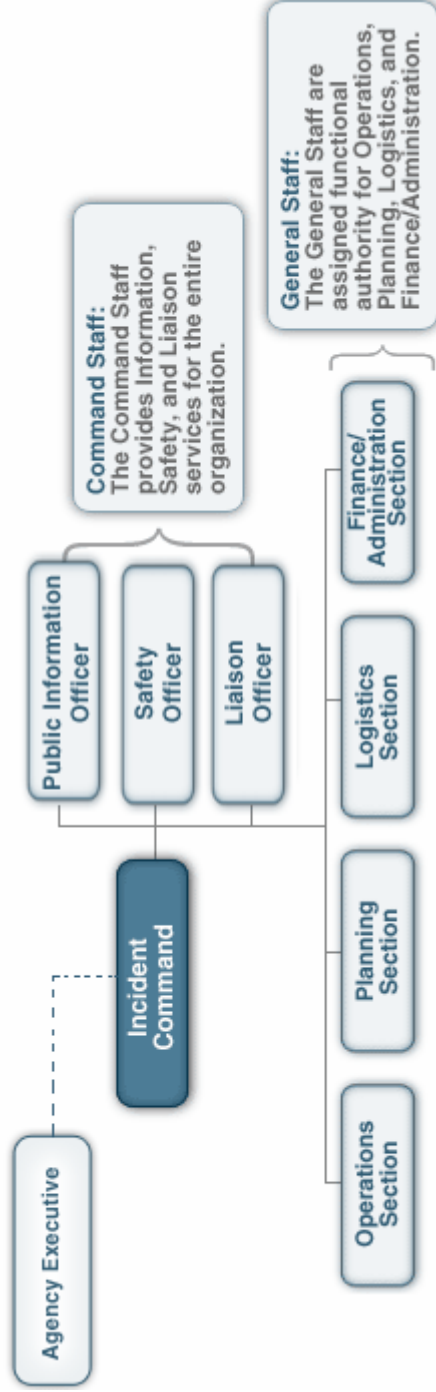 Agency Executive
Incident
Command
Public Information
Officer
Safety
Officer
Liaison
Officer
Command Staff:
The Command Staff
provides Information,
Safety, and Liaison
services for the entire
organization.
Operations
Section
Planning
Section
Logistics
Section
Finance/
Administration
Section
General Staff:
The General Staff are
assigned functional
authority for Operations,
Planning, Logistics, and
Finance/Administration.